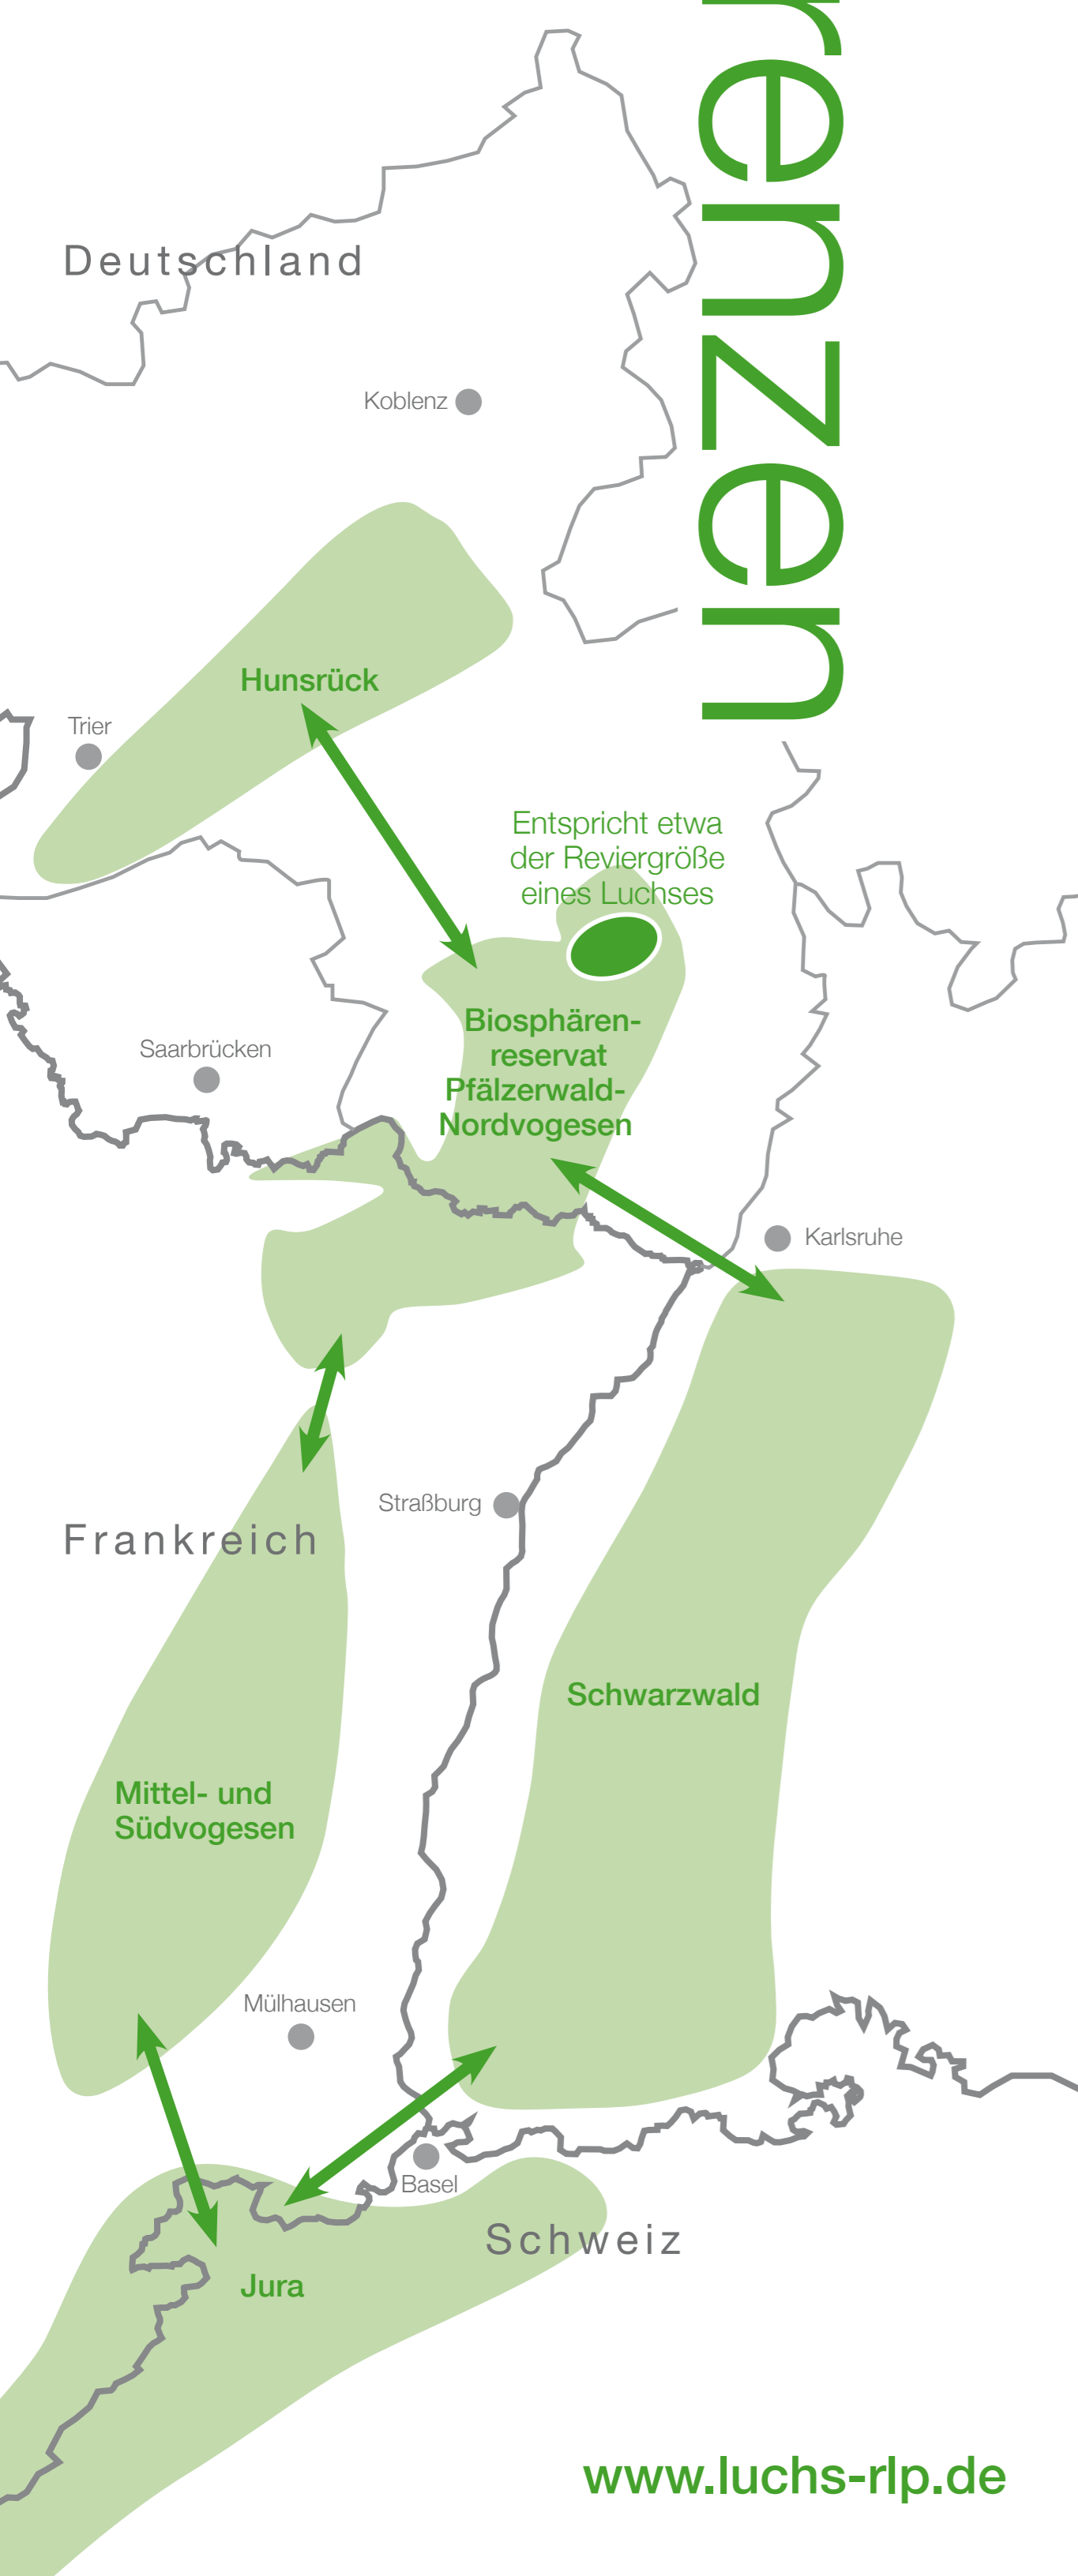 renzen
Deutschland
Koblenz
Hunsrück
Trier
Entspricht etwa
der Reviergröße
eines Luchses
Biosphären-
reservat
Pfälzerwald-
Nordvogesen
Saarbrücken
Karlsruhe
Straßburg
Frankreich
Schwarzwald
Mittel- und
Südvogesen
Mülhausen
Basel
Schweiz
Jura
www.luchs-rlp.de